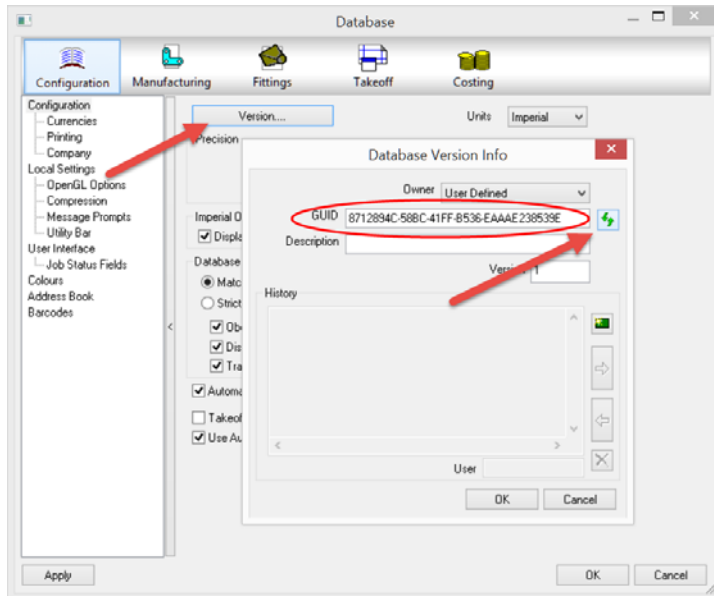 Database
Configuration Manufacturing Fittings Takeoff Costing
Configuration
Currencies
Printing
Company
Local Settings
OpenGL Options
Compression
Message Prompts
Utility Bar
User Interface
Job Status Fields
Colours
Address Book
Barcodes
Version....
Units Imperial
Precision
Imperial O
Displa
Database
Matc
Strict
Obe
Dis
Tra
Automa
Takeof
Use Au
Database Version Info
Owner User Defined
GUID 8712894C-58BC-41FF-B536-EAAAE238539E
Description
Version 1
History
User
OK Cancel
Apply OK Cancel